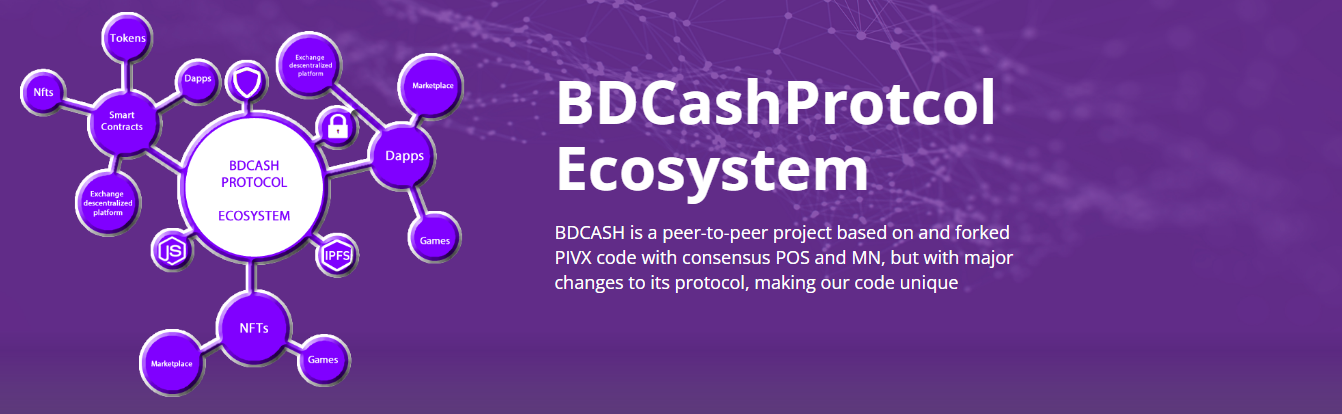 Tokens
Nfts
Dapps
Smart
Contracts
Exchange
descentralized
platform
Exchange
descentralized
platform
Marketplace
Dapps
Games
BDCASH
PROTOCOL
ECOSYSTEM
JS
IPFS
NFTs
Marketplace
Games
BDCashProtcol
Ecosystem
BDCASH is a peer-to-peer project based on and forked
PIVX code with consensus POS and MN, but with major
changes to its protocol, making our code unique